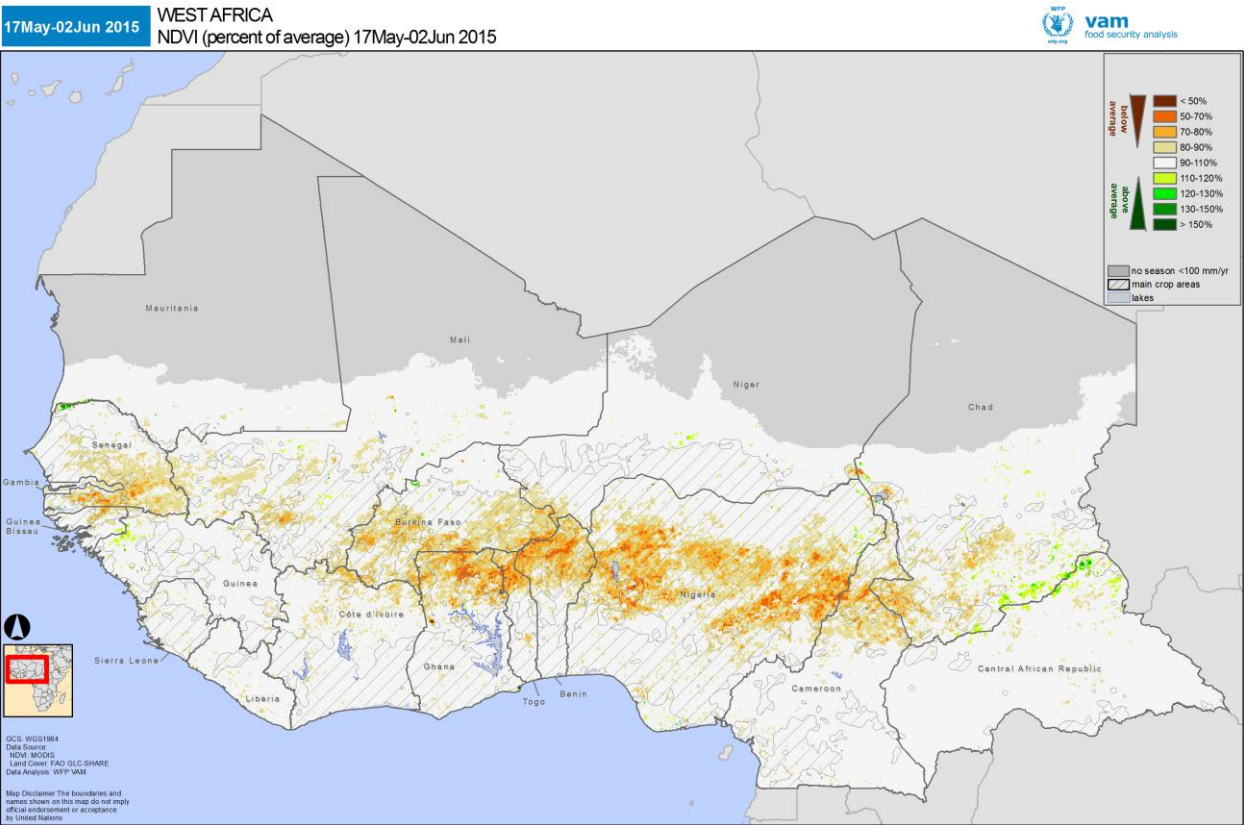 17May-02Jun 2015
WEST AFRICA
NDVI (percent of average) 17May-02Jun 2015
WFP
wfp.org
vam
food security analysis
below average
< 50%
50-70%
70-80%
80-90%
90-110%
above average
110-120%
120-130%
130-150%
> 150%
no season <100 mm/yr
main crop areas
lakes
Mauritania
Mali
Niger
Chad
Senegal
Gambia
Guinea
Bissau
Burkina Faso
Guinea
Nigeria
Côte d'Ivoire
Sierra Leone
Ghana
Central African Republic
Liberia
Togo
Benin
Cameroon
GCS: WGS1984
Data Source:
NDVI: MODIS
Land Cover: FAO GLC-SHARE
Data Analysis: WFP VAM
Map Disclaimer:The boundaries and
names shown on this map do not imply
official endorsement or acceptance
by United Nations